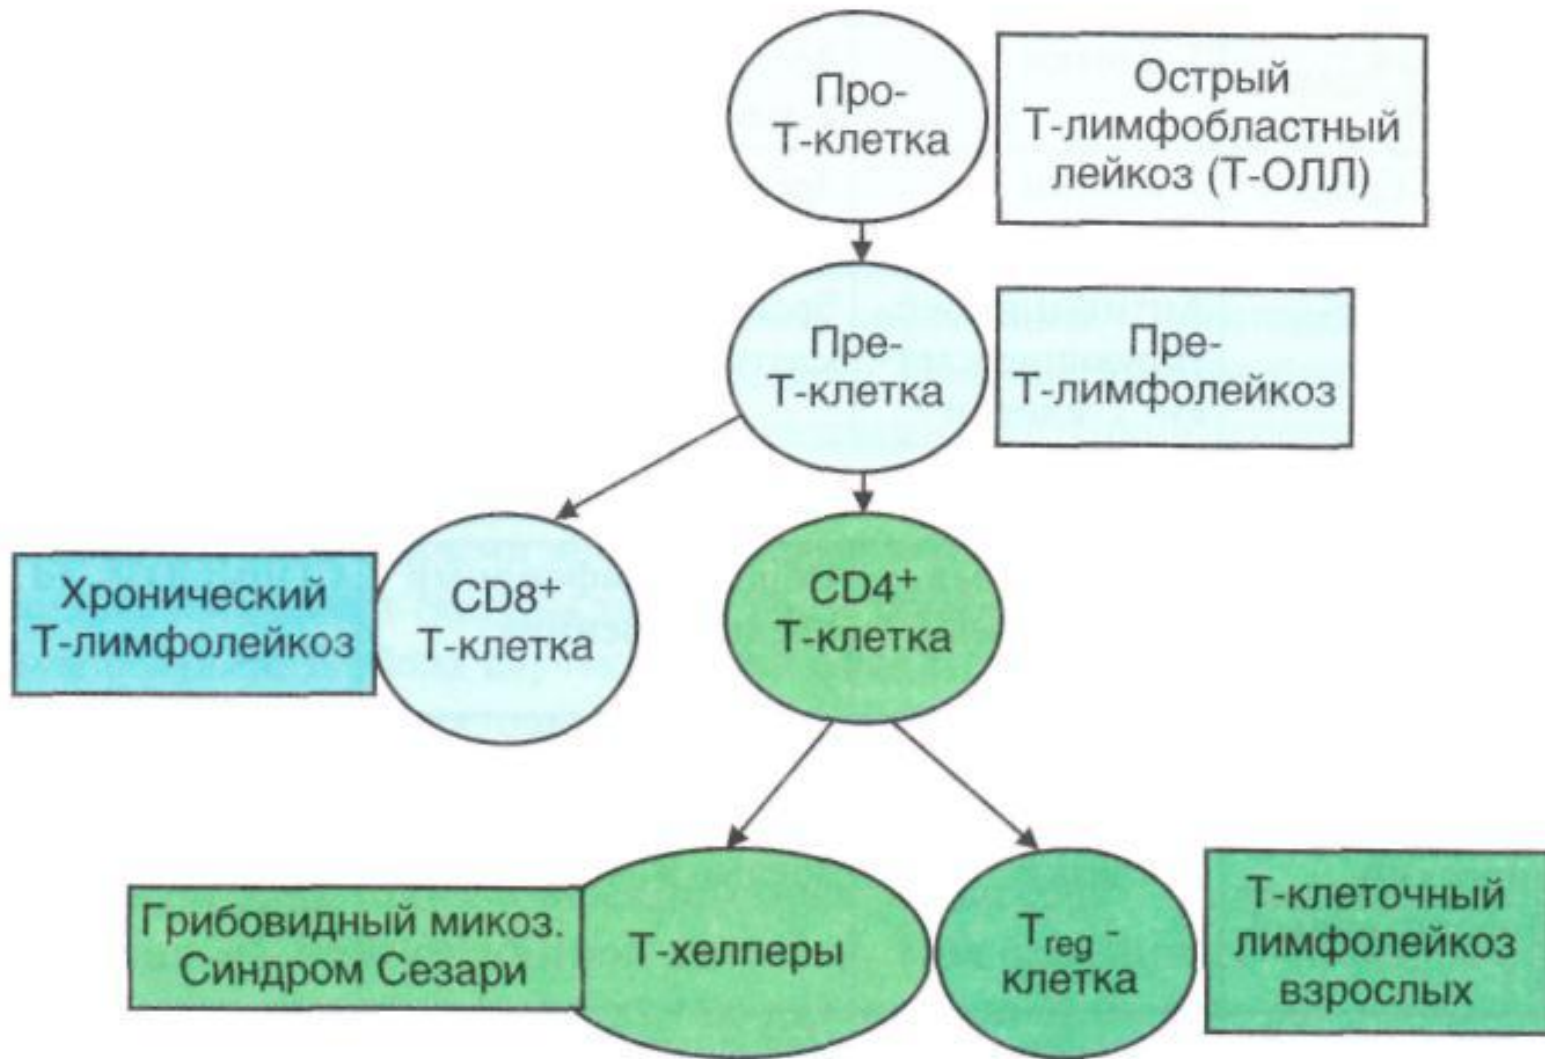 Про-
Т-клетка
Острый
Т-лимфобластный
лейкоз (Т-ОЛЛ)
Пре-
Т-клетка
Пре-
Т-лимфолейкоз
Хронический
Т-лимфолейкоз
CD8+
Т-клетка
CD4+
Т-клетка
Грибовидный микоз.
Синдром Сезари
Т-хелперы
Treg -
клетка
Т-клеточный
лимфолейкоз
взрослых